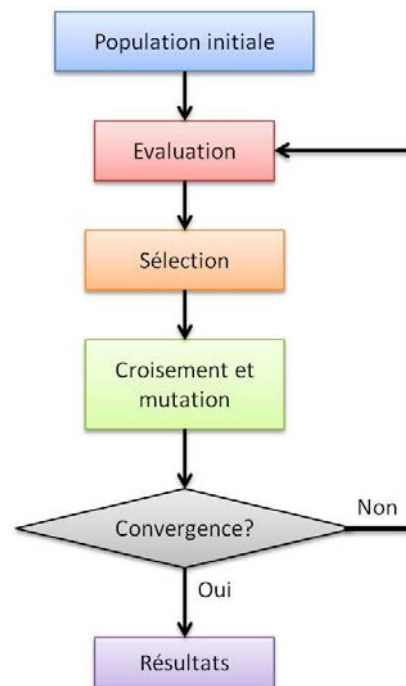 Population initiale
Evaluation
Sélection
Croisement et
mutation
Convergence?
Non
Oui
Résultats